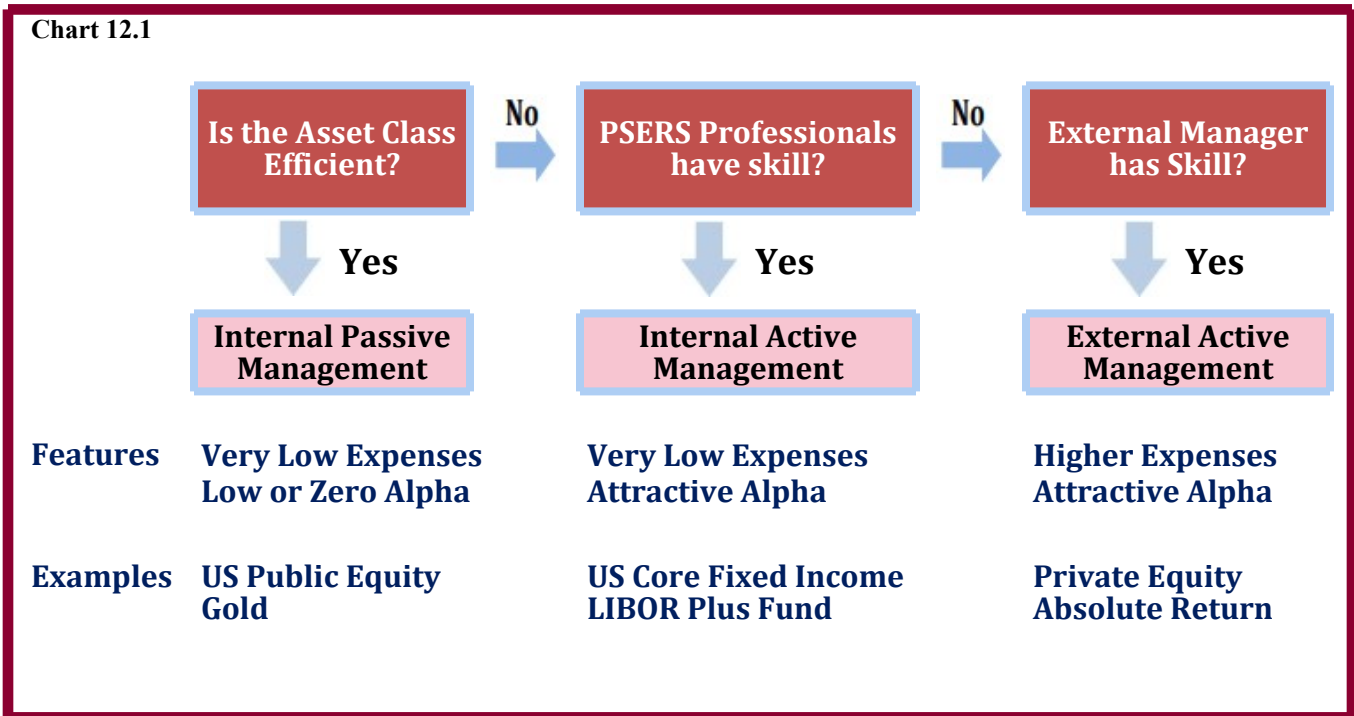 Chart 12.1
Is the Asset Class
Efficient?
No
PSERS Professionals
have skill?
No
External Manager
has Skill?
Yes
Yes
Yes
Internal Passive
Management
Internal Active
Management
External Active
Management
Features
Very Low Expenses
Low or Zero Alpha
Very Low Expenses
Attractive Alpha
Higher Expenses
Attractive Alpha
Examples
US Public Equity
Gold
US Core Fixed Income
LIBOR Plus Fund
Private Equity
Absolute Return